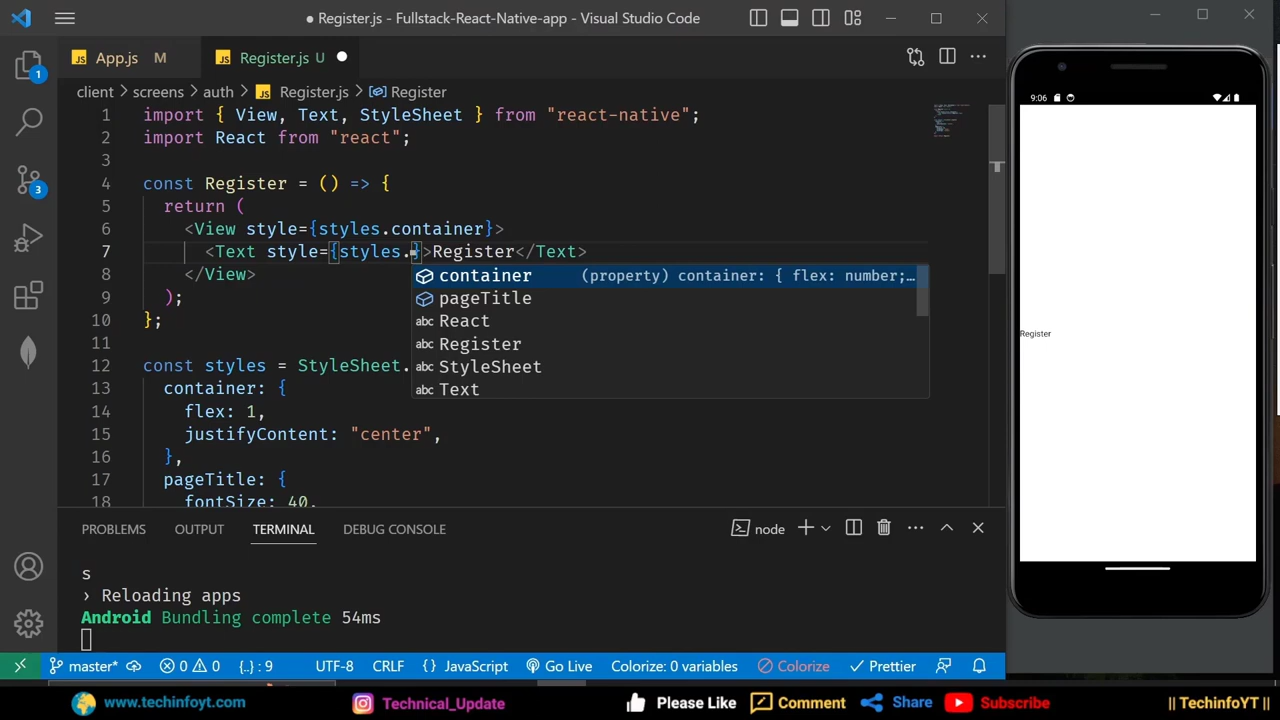 ● Register.js - Fullstack-React-Native-app - Visual Studio Code
JS App.js M
JS Register.js U ●
client > screens > auth > JS Register.js > Register
1 import { View, Text, StyleSheet } from "react-native";
2 import React from "react";
3
4 const Register = () => {
5 return (
6 <View style={styles.container}>
7 <Text style={styles.}>Register</Text>
8 </View>
9 );
10 };
11
12 const styles = StyleSheet.
13 container: {
14 flex: 1,
15 justifyContent: "center",
16 },
17 pageTitle: {
18 fontSize: 40,
container (property) container: { flex: number;…
pageTitle
abc React
abc Register
abc StyleSheet
abc Text
1
3
PROBLEMS OUTPUT TERMINAL DEBUG CONSOLE
node
s
› Reloading apps
Android Bundling complete 54ms
master* 0 0 {..} : 9 UTF-8 CRLF {} JavaScript Go Live Colorize: 0 variables Colorize Prettier
9:06
Register
www.techinfoyt.com Technical_Update Please Like Comment Share Subscribe || TechinfoYT ||